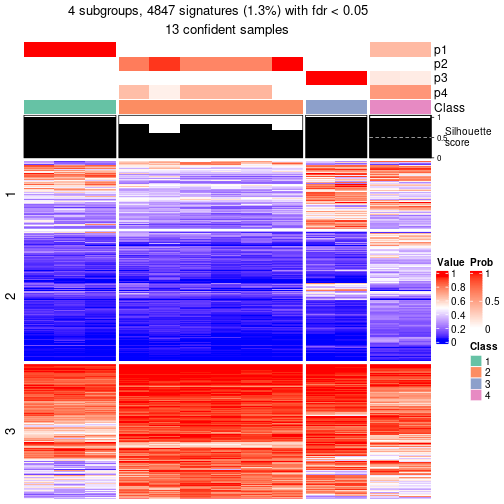 4 subgroups, 4847 signatures (1.3%) with fdr < 0.05
13 confident samples
p1
p2
p3
p4
Class
1
0.5
0
Silhouette
score
1
2
3
Value
1
0.8
0.6
0.4
0.2
0
Prob
1
0.5
0
Class
1
2
3
4